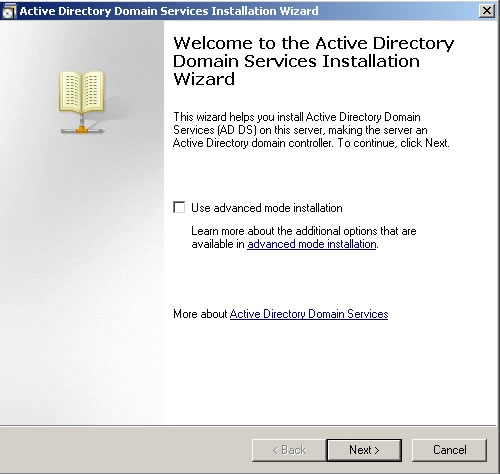 Active Directory Domain Services Installation Wizard
Welcome to the Active Directory
Domain Services Installation
Wizard
This wizard helps you install Active Directory Domain
Services (AD DS) on this server, making the server an
Active Directory domain controller. To continue, click Next.
Use advanced mode installation
Learn more about the additional options that are
available in advanced mode installation.
More about Active Directory Domain Services
< Back
Next >
Cancel